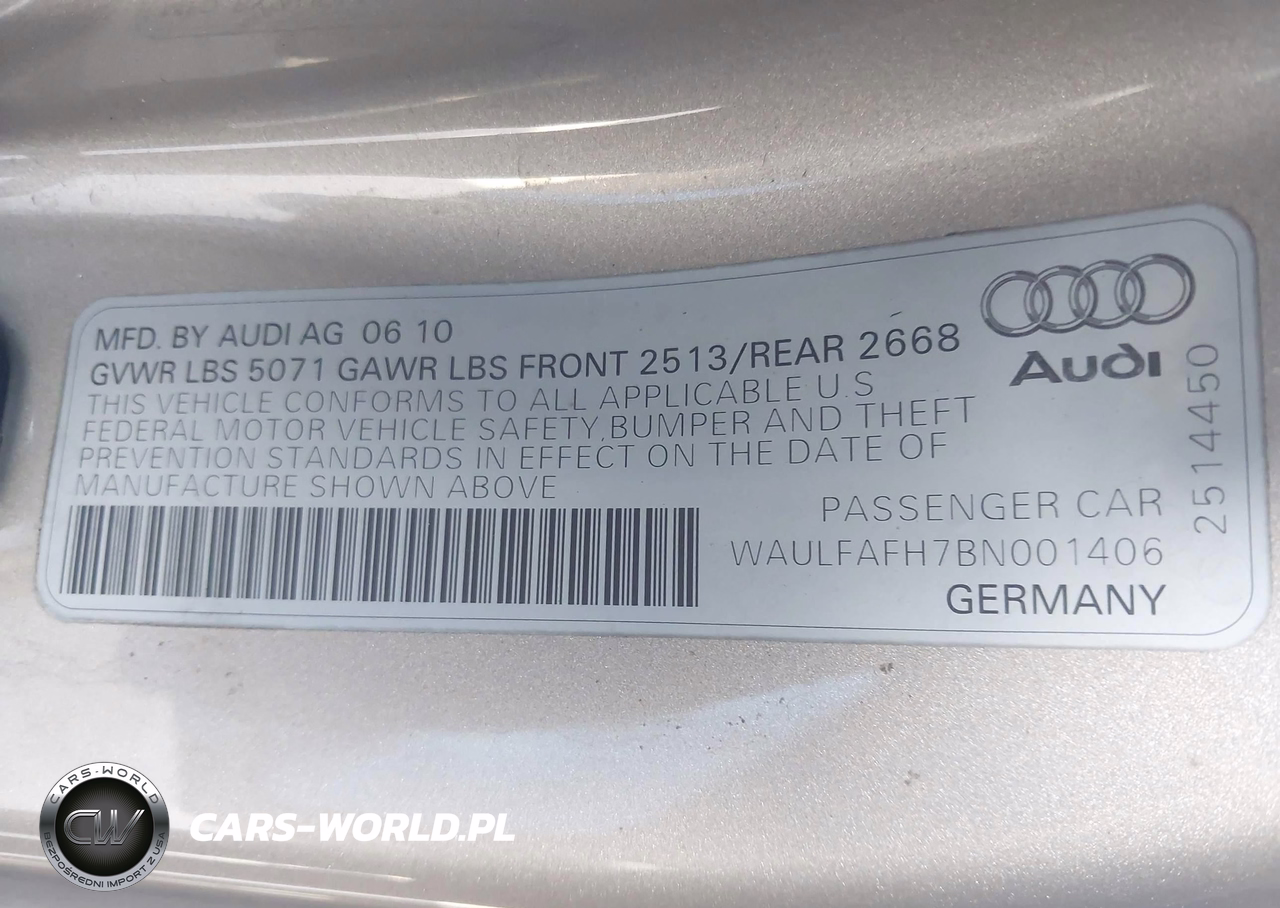 MFD. BY AUDI AG 06 10
GVWR LBS 5071 GAWR LBS FRONT 2513/REAR 2668
THIS VEHICLE CONFORMS TO ALL APPLICABLE U.S
FEDERAL MOTOR VEHICLE SAFETY,BUMPER AND THEFT
PREVENTION STANDARDS IN EFFECT ON THE DATE OF
MANUFACTURE SHOWN ABOVE
Audi
2514450
PASSENGER CAR
WAULFAFH7BN001406
GERMANY
CARS-WORLD
CW
BEZPOŚREDNI IMPORT Z USA
CARS-WORLD.PL